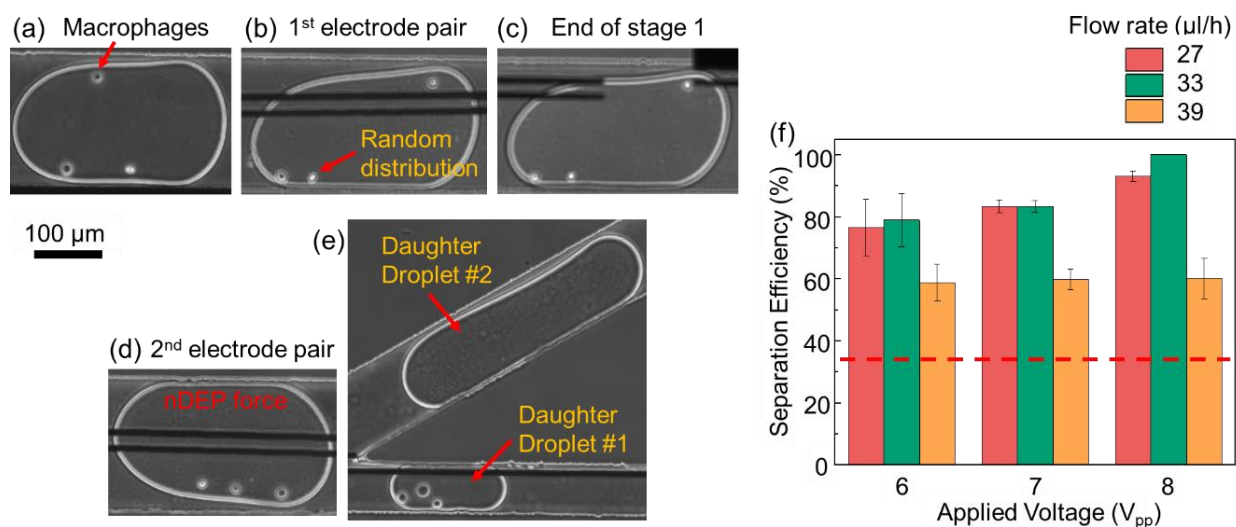 (a) Macrophages
(b) 1st electrode pair
(c) End of stage 1
Random
distribution
100 µm
(d) 2nd electrode pair
nDEP force
(e)
Daughter
Droplet #2
Daughter
Droplet #1
Flow rate (µl/h)
27
33
39
(f)
Separation Efficiency (%)
100
80
60
40
20
0
6 7 8
Applied Voltage (Vpp)